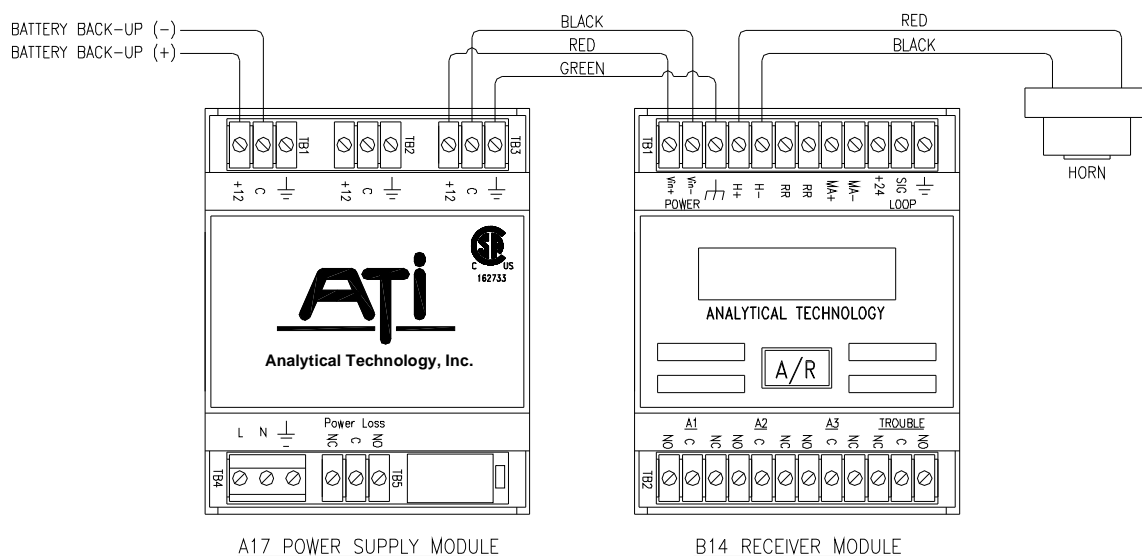 BATTERY BACK-UP (-)
BATTERY BACK-UP (+)
BLACK
RED
GREEN
RED
BLACK
HORN
TB1
TB2
TB3
+12 C
+12 C
+12 C
C US
162733
ATi
Analytical Technology, Inc.
L N
Power Loss
NC C NO
TB4
TB5
A17 POWER SUPPLY MODULE
TB1
Vin+ Vin- H+ H- RR RR MA+ MA- +24 SIG
POWER LOOP
ANALYTICAL TECHNOLOGY
A/R
A1 A2 A3 TROUBLE
NO C NC NO C NC NO C NC NC C NO
TB2
B14 RECEIVER MODULE